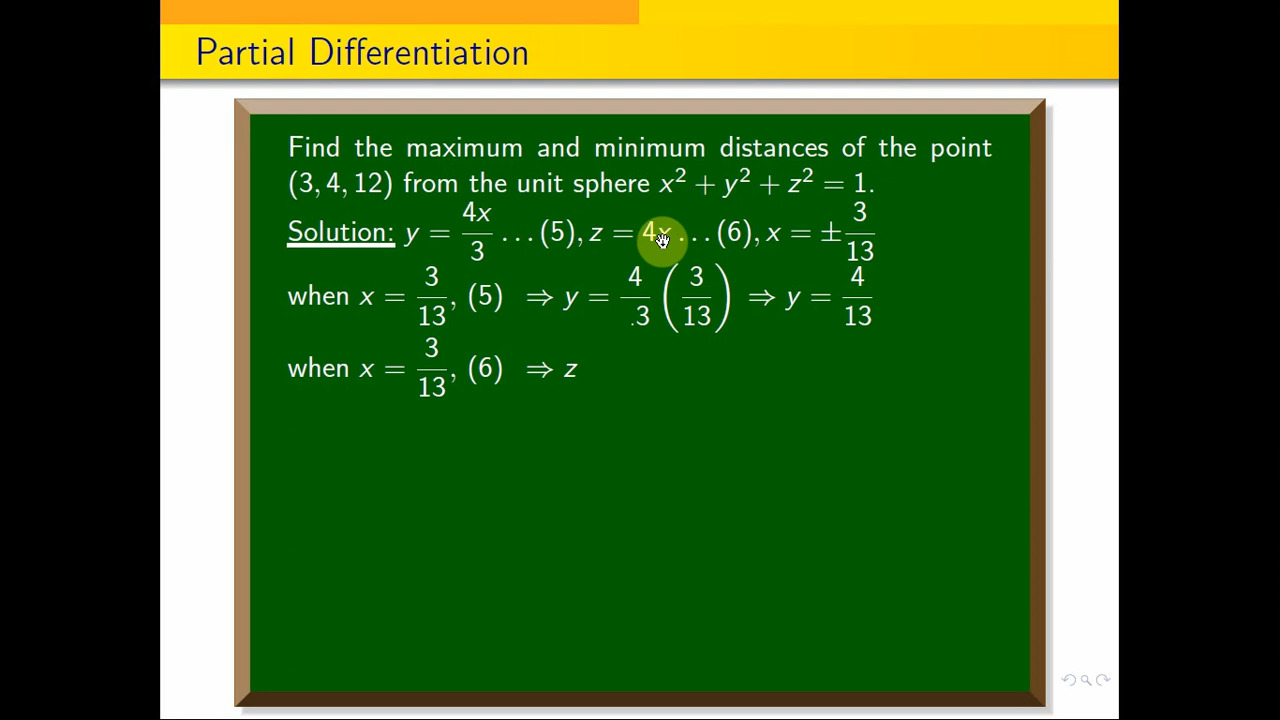 Partial Differentiation
Find the maximum and minimum distances of the point
(3, 4, 12) from the unit sphere x² + y² + z² = 1.
Solution: y = 4x/3 …(5), z = 4x …(6), x = ±3/13
when x = 3/13, (5) ⇒ y = 4/.3 (3/13) ⇒ y = 4/13
when x = 3/13, (6) ⇒ z